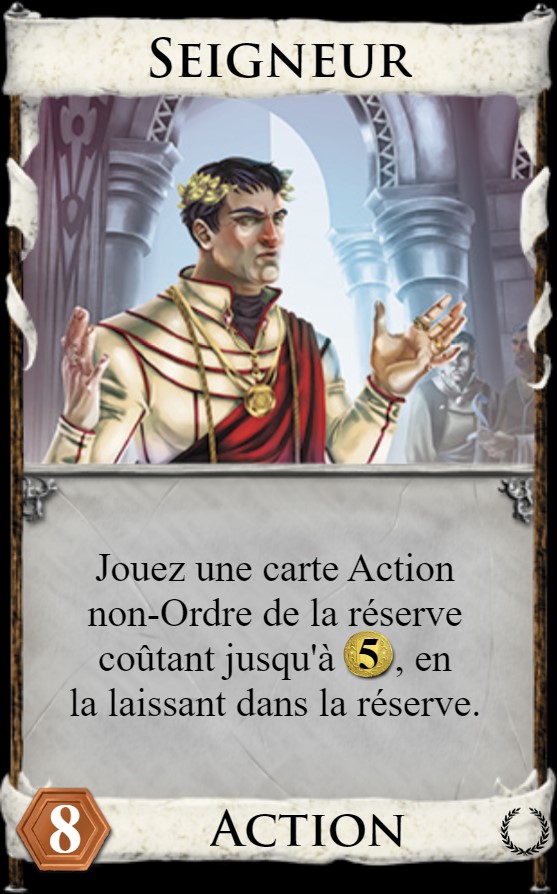 SEIGNEUR
Jouez une carte Action
non-Ordre de la réserve
coûtant jusqu'à 5, en
la laissant dans la réserve.
8 ACTION